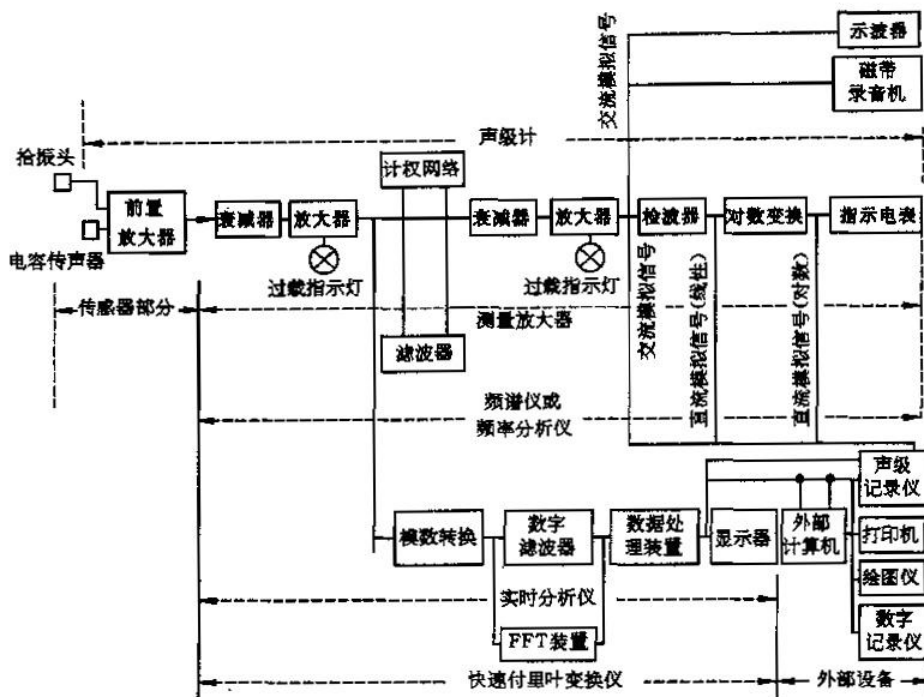 示波器
磁带
录音机
交流模拟信号
声级计
拾振头
计权网络
前置
放大器
衰减器
放大器
衰减器
放大器
检波器
对数变换
指示电表
电容传声器
过载指示灯
过载指示灯
传感器部分
测量放大器
交流模拟信号
直流模拟信号(线性)
直流模拟信号(对数)
滤波器
频谱仪或
频率分析仪
声级
记录仪
模数转换
数字
滤波器
数据处
理装置
显示器
外部
计算机
打印机
绘图仪
实时分析仪
数字
记录仪
FFT装置
快速付里叶变换仪
外部设备